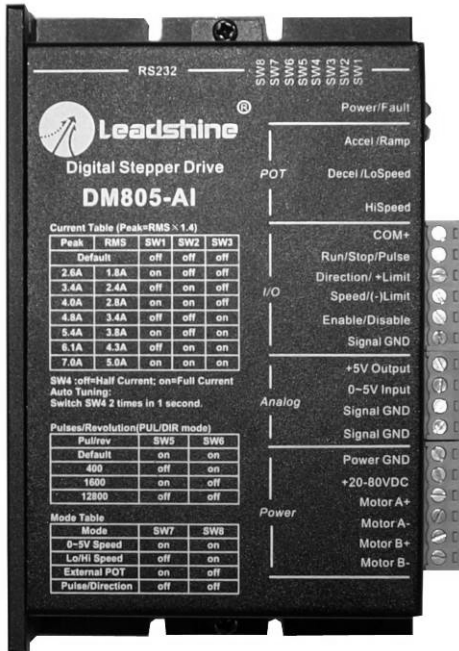 RS232
SW8
SW7
SW6
SW5
SW4
SW3
SW2
SW1
Leadshine®
Digital Stepper Drive
DM805-AI
Current Table (Peak=RMS×1.4)
Peak RMS SW1 SW2 SW3
Default off off off
2.6A 1.8A on off off
3.4A 2.4A off on off
4.0A 2.8A on on off
4.8A 3.4A off off on
5.4A 3.8A on off on
6.1A 4.3A off on on
7.0A 5.0A on on on
SW4 :off=Half Current; on=Full Current
Auto Tuning:
Switch SW4 2 times in 1 second.
Pulses/Revolution(PUL/DIR mode)
Pul/rev SW5 SW6
Default on on
400 off on
1600 on off
12800 off off
Mode Table
Mode SW7 SW8
0~5V Speed on on
Lo/Hi Speed off on
External POT on off
Pulse/Direction off off
Power/Fault
POT
Accel /Ramp
Decel /LoSpeed
HiSpeed
I/O
COM+
Run/Stop/Pulse
Direction/ +Limit
Speed/(-)Limit
Enable/Disable
Signal GND
Analog
+5V Output
0~5V Input
Signal GND
Signal GND
Power
Power GND
+20-80VDC
Motor A+
Motor A-
Motor B+
Motor B-